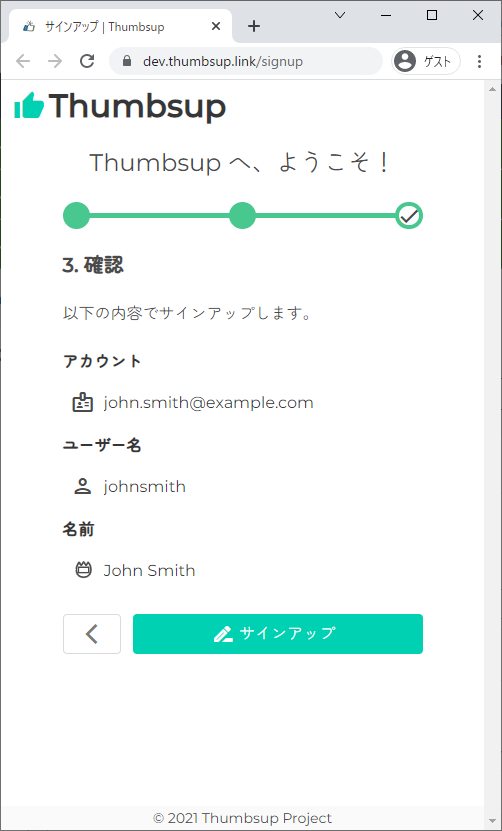 サインアップ | Thumbsup
dev.thumbsup.link/signup
ゲスト
Thumbsup
Thumbsup へ、ようこそ！
3. 確認
以下の内容でサインアップします。
アカウント
john.smith@example.com
ユーザー名
johnsmith
名前
John Smith
サインアップ
© 2021 Thumbsup Project